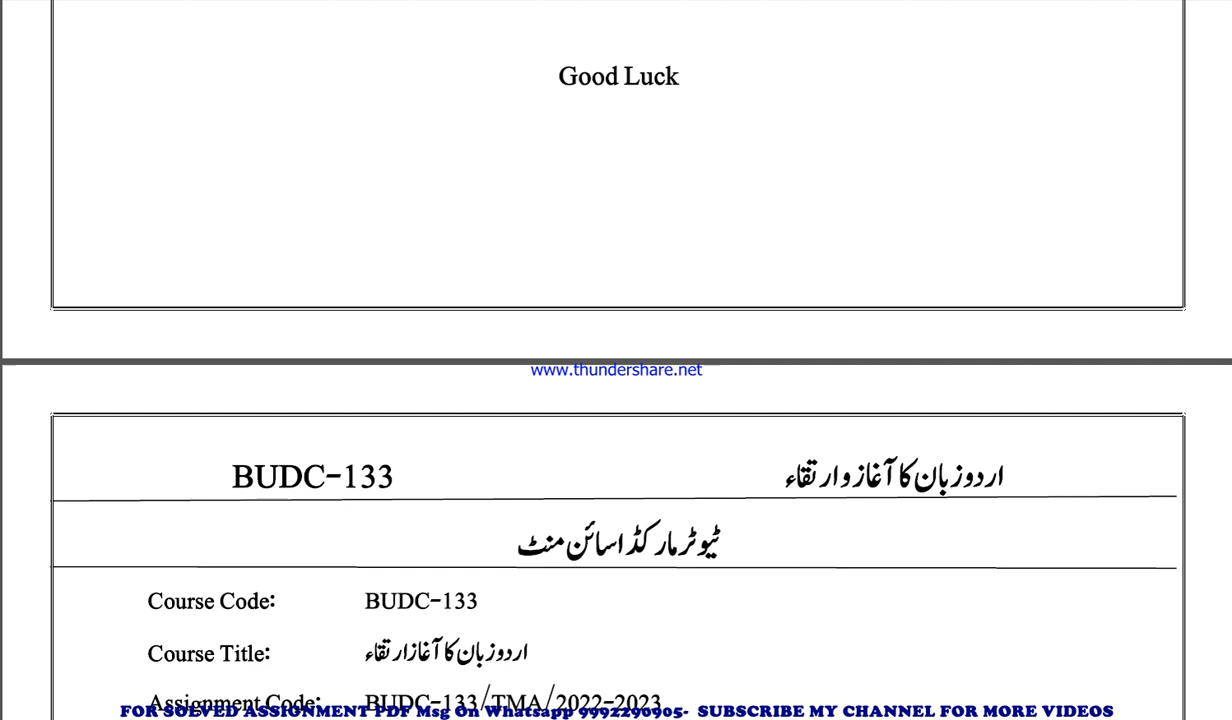 Good Luck
www.thundershare.net
BUDC-133 اردو زبان کا آغاز و ارتقاء
ٹیوٹر مارکڈ اسائن منٹ
Course Code: BUDC-133
Course Title: اردو زبان کا آغاز ارتقاء
Assignment Code: BUDC-133/TMA/2022-2023
FOR SOLVED ASSIGNMENT PDF Msg On Whatsapp 9992290905- SUBSCRIBE MY CHANNEL FOR MORE VIDEOS